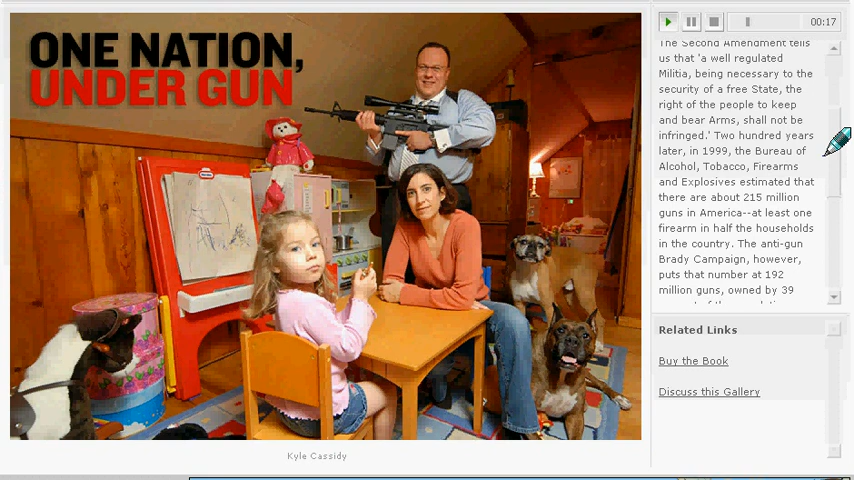 ONE NATION,
UNDER GUN
Kyle Cassidy
00:17
The Second Amendment tells
us that 'a well regulated
Militia, being necessary to the
security of a free State, the
right of the people to keep
and bear Arms, shall not be
infringed.' Two hundred years
later, in 1999, the Bureau of
Alcohol, Tobacco, Firearms
and Explosives estimated that
there are about 215 million
guns in America--at least one
firearm in half the households
in the country. The anti-gun
Brady Campaign, however,
puts that number at 192
million guns, owned by 39
Related Links
Buy the Book
Discuss this Gallery